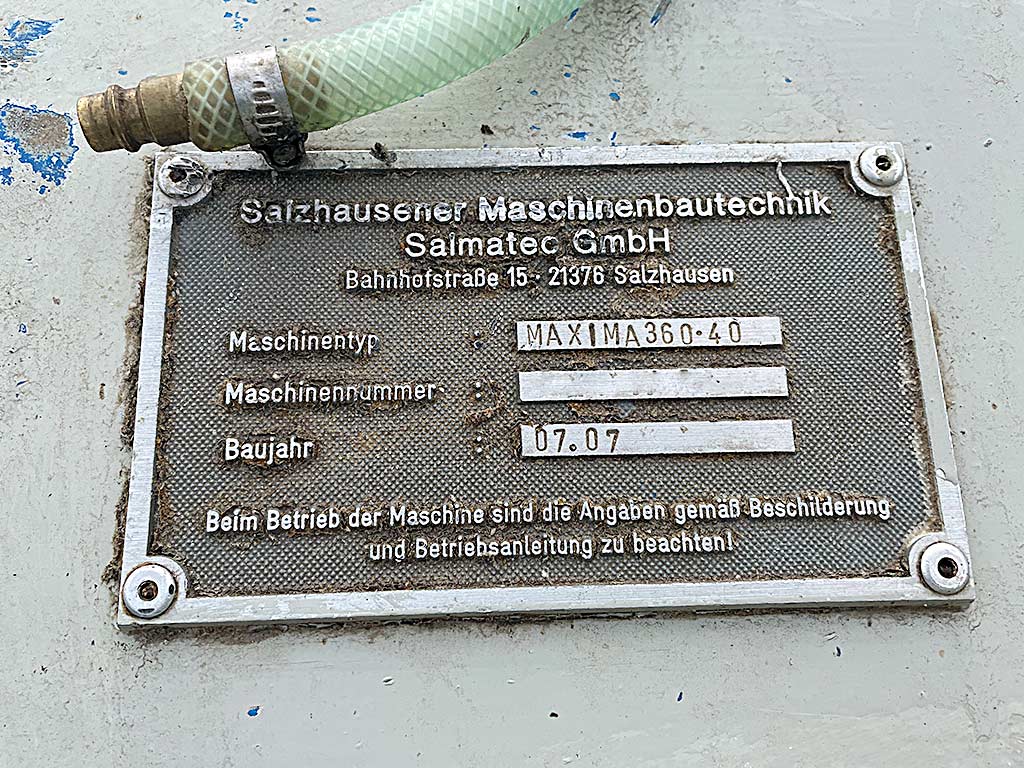 Salzhausener Maschinenbautechnik
Salmatec GmbH
Bahnhofstraße 15 · 21376 Salzhausen
Maschinentyp : MAXIMA360·40
Maschinennummer :
Baujahr : 07.07
Beim Betrieb der Maschine sind die Angaben gemäß Beschilderung
und Betriebsanleitung zu beachten!